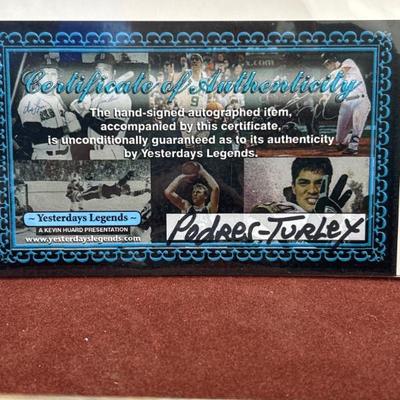 Certificate of Authenticity
The hand-signed autographed item,
accompanied by this certificate,
is unconditionally guaranteed as to its authenticity
by Yesterdays Legends.
~ Yesterdays Legends ~
A KEVIN HUARD PRESENTATION
www.yesterdayslegends.com
Podres-Turley